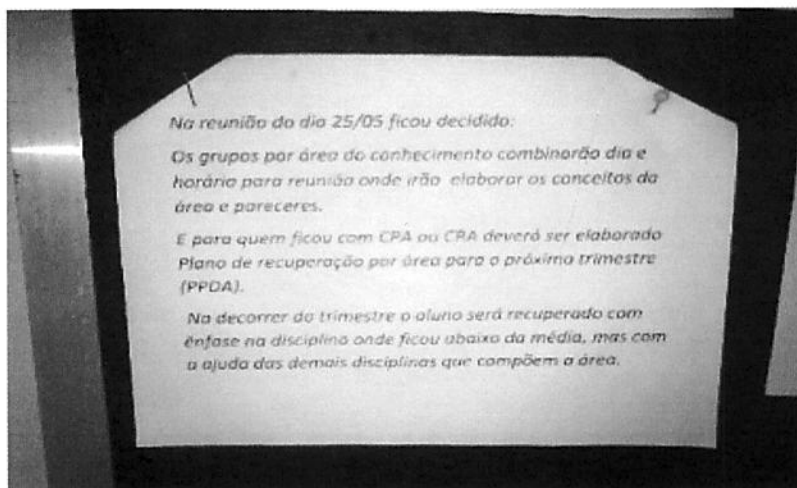 Na reunião do dia 25/05 ficou decidido:
Os grupos por área do conhecimento combinarão dia e
horário para reunião onde irão elaborar os conceitos da
área e pareceres.
E para quem ficou com CPA ou CRA deverá ser elaborado
Plano de recuperação por área para o próximo trimestre
(PPDA).
No decorrer do trimestre o aluno será recuperado com
ênfase na disciplina onde ficou abaixo da média, mas com
a ajuda das demais disciplinas que compõem a área.